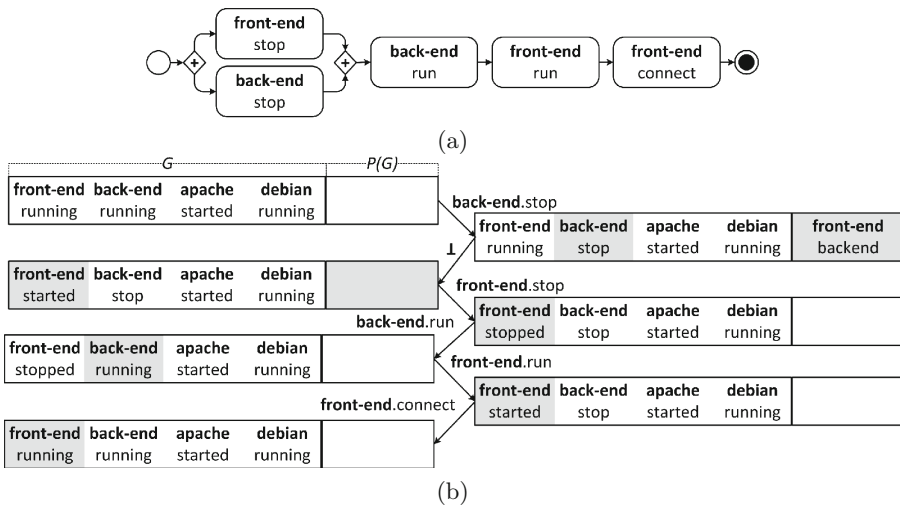 front-end
stop
back-end
stop
back-end
run
front-end
run
front-end
connect
(a)
G P(G)
front-end back-end apache debian
running running started running
back-end.stop
front-end back-end apache debian front-end
running stop started running backend
⊥
front-end back-end apache debian
started stop started running
front-end.stop
front-end back-end apache debian
stopped stop started running
back-end.run
front-end back-end apache debian
stopped running started running
front-end.run
front-end back-end apache debian
started stop started running
front-end.connect
front-end back-end apache debian
running running started running
(b)